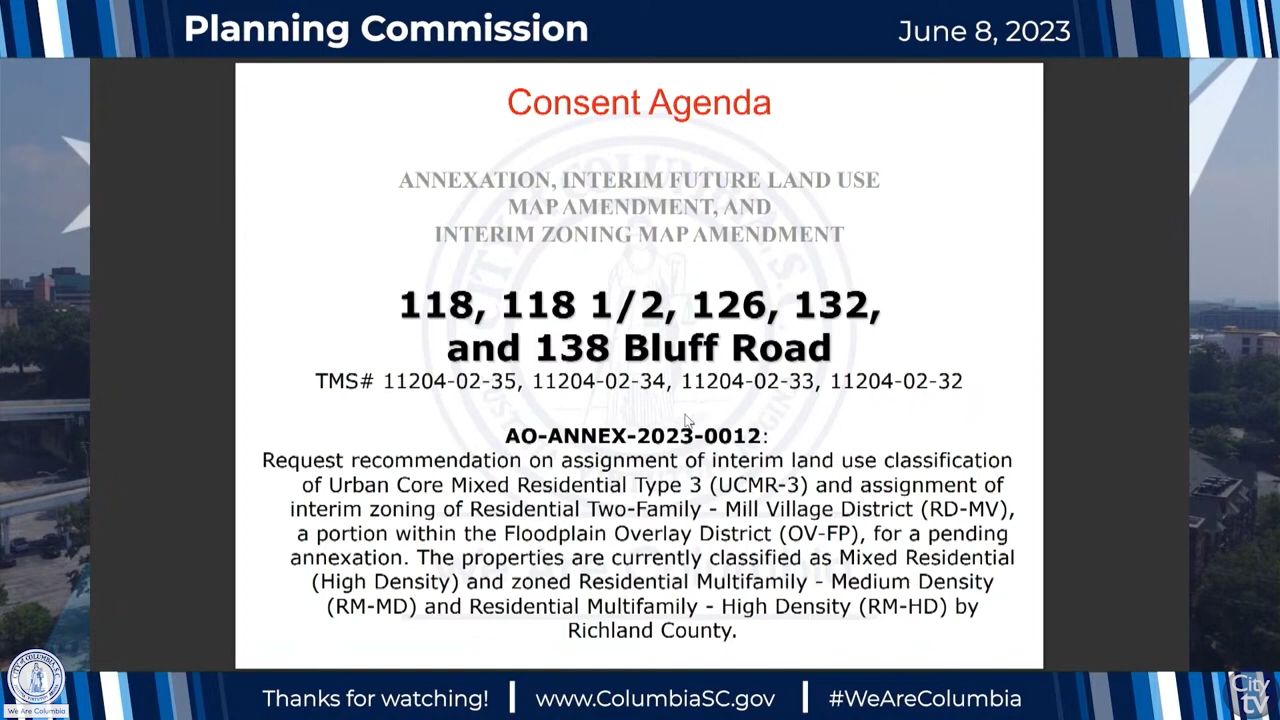 Planning Commission
June 8, 2023
Consent Agenda
ANNEXATION, INTERIM FUTURE LAND USE
MAP AMENDMENT, AND
INTERIM ZONING MAP AMENDMENT
118, 118 1/2, 126, 132,
and 138 Bluff Road
TMS# 11204-02-35, 11204-02-34, 11204-02-33, 11204-02-32
AO-ANNEX-2023-0012:
Request recommendation on assignment of interim land use classification
of Urban Core Mixed Residential Type 3 (UCMR-3) and assignment of
interim zoning of Residential Two-Family - Mill Village District (RD-MV),
a portion within the Floodplain Overlay District (OV-FP), for a pending
annexation. The properties are currently classified as Mixed Residential
(High Density) and zoned Residential Multifamily - Medium Density
(RM-MD) and Residential Multifamily - High Density (RM-HD) by
Richland County.
We Are Columbia
Thanks for watching! | www.ColumbiaSC.gov | #WeAreColumbia
City
tv